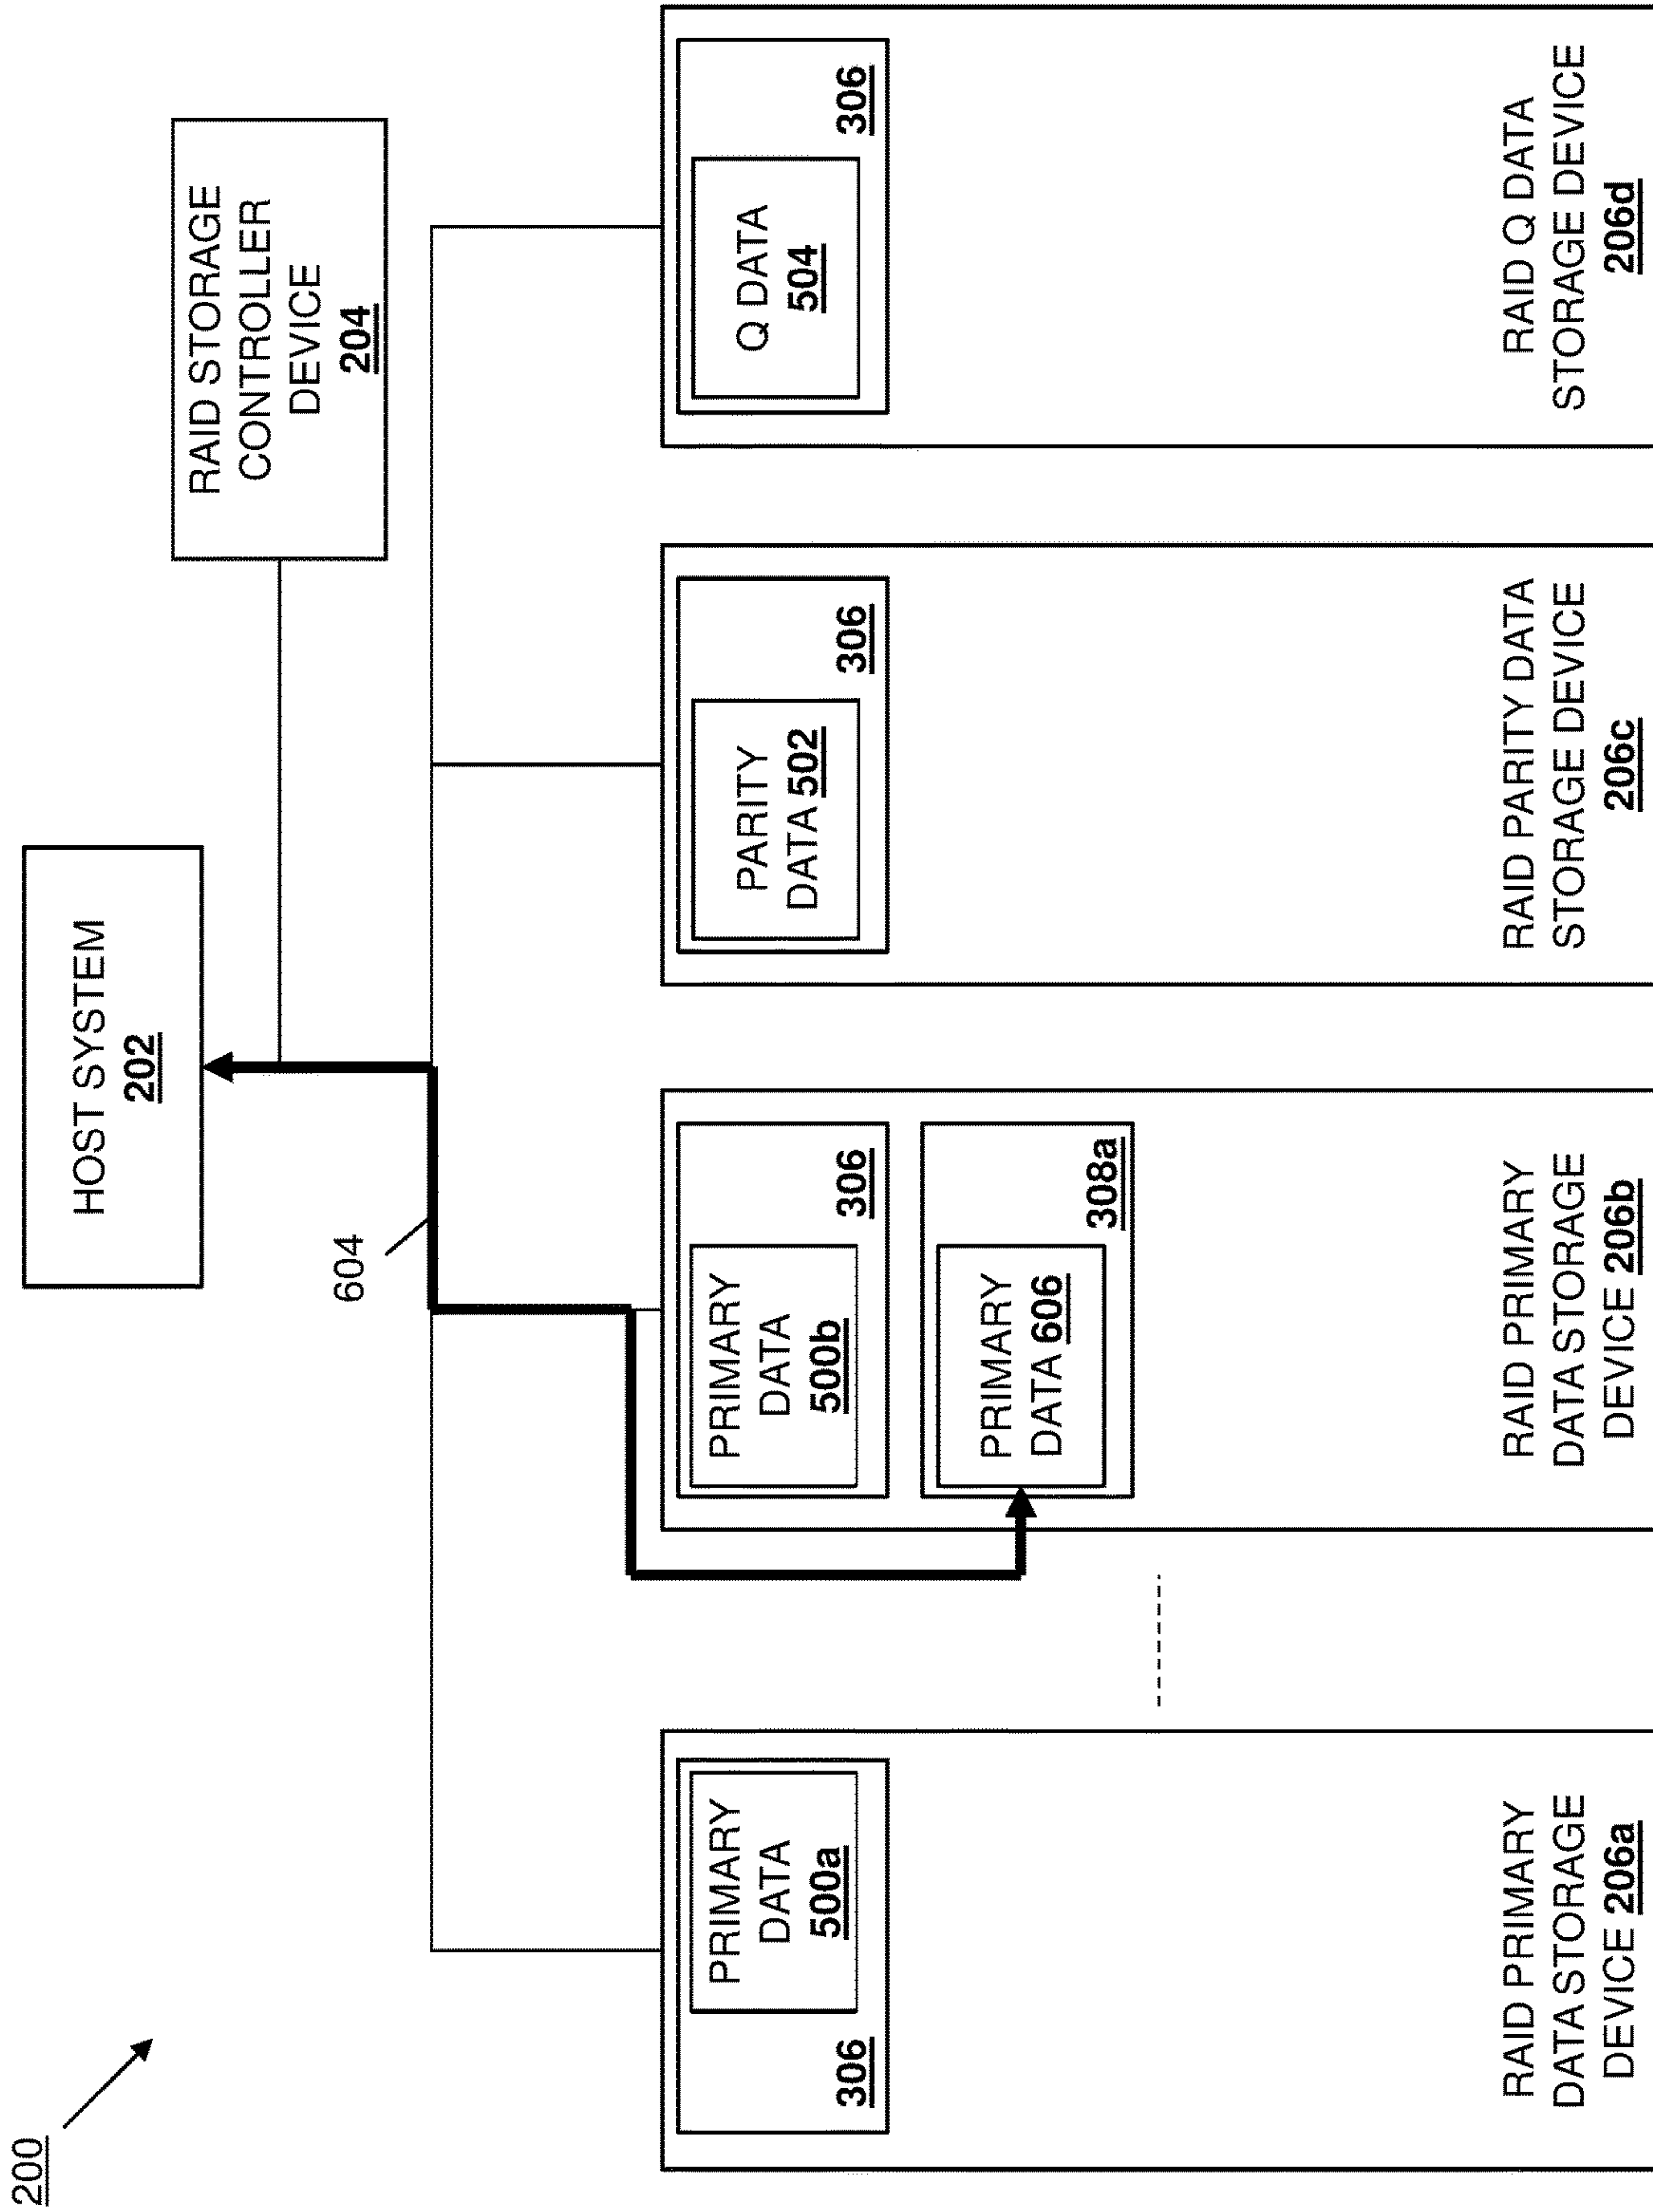 200
HOST SYSTEM
202
RAID STORAGE
CONTROLLER
DEVICE
204
604
306
PRIMARY
DATA
500a
RAID PRIMARY
DATA STORAGE
DEVICE 206a
PRIMARY
DATA
500b
306
PRIMARY
DATA 606
308a
RAID PRIMARY
DATA STORAGE
DEVICE 206b
PARITY
DATA 502
306
RAID PARITY DATA
STORAGE DEVICE
206c
Q DATA
504
306
RAID Q DATA
STORAGE DEVICE
206d